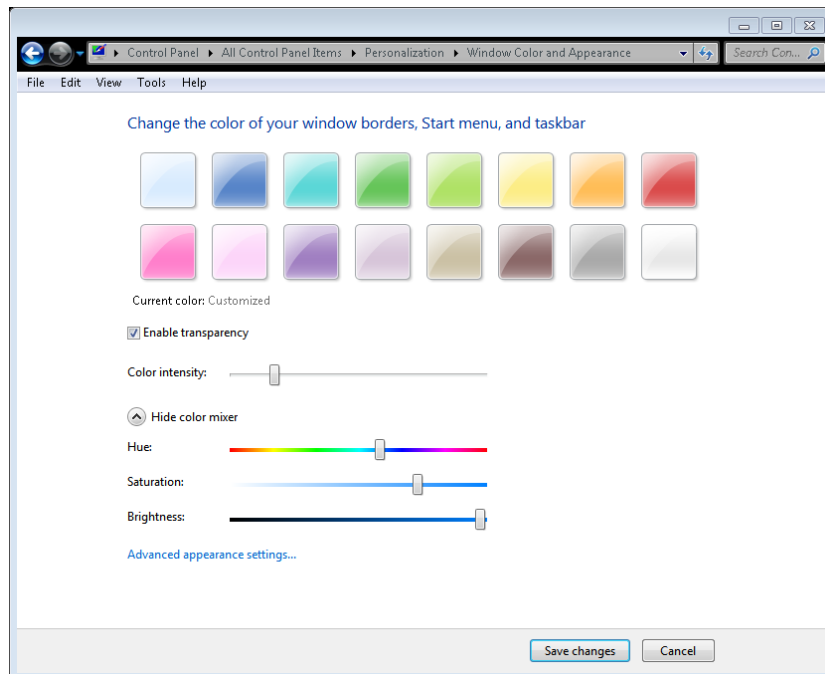 Control Panel All Control Panel Items Personalization Window Color and Appearance Search Con...
File Edit View Tools Help
Change the color of your window borders, Start menu, and taskbar
Current color: Customized
Enable transparency
Color intensity:
Hide color mixer
Hue:
Saturation:
Brightness:
Advanced appearance settings...
Save changes Cancel